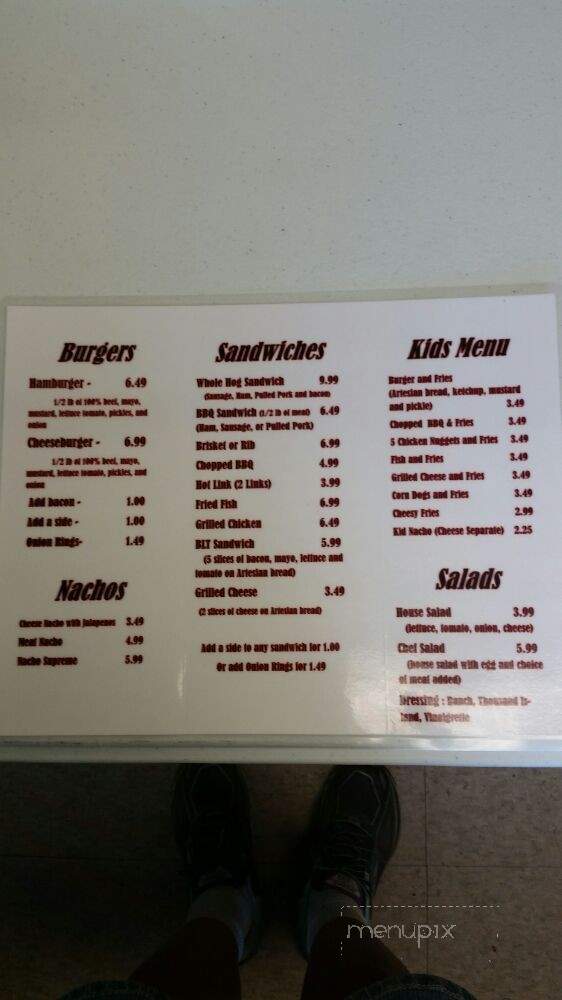 Burgers
Hamburger - 6.49
1/2 lb of 100% beef, mayo,
mustard, lettuce tomato, pickles, and
onion
Cheeseburger - 6.99
1/2 lb of 100% beef, mayo,
mustard, lettuce tomato, pickles, and
onion
Add bacon - 1.00
Add a side - 1.00
Onion Rings- 1.49
Nachos
Cheese Nacho with Jalapenos 3.49
Meat Nacho 4.99
Nacho Supreme 5.99
Sandwiches
Whole Hog Sandwich 9.99
(Sausage, Ham, Pulled Pork and bacon)
BBQ Sandwich (1/2 lb of meat) 6.49
(Ham, Sausage, or Pulled Pork)
Brisket or Rib 6.99
Chopped BBQ 4.99
Hot Link (2 Links) 3.99
Fried Fish 6.99
Grilled Chicken 6.49
BLT Sandwich 5.99
(5 slices of bacon, mayo, lettuce and
tomato on Artesian bread)
Grilled Cheese 3.49
(2 slices of cheese on Artesian bread)
Add a side to any sandwich for 1.00
Or add Onion Rings for 1.49
Kids Menu
Burger and Fries
(Artesian bread, ketchup, mustard
and pickle) 3.49
Chopped BBQ & Fries 3.49
5 Chicken Nuggets and Fries 3.49
Fish and Fries 3.49
Grilled Cheese and Fries 3.49
Corn Dogs and Fries 3.49
Cheesy Fries 2.99
Kid Nacho (Cheese Separate) 2.25
Salads
House Salad 3.99
(lettuce, tomato, onion, cheese)
Chef Salad 5.99
(house salad with egg and choice
of meat added)
Dressing : Ranch, Thousand Is-
land, Vinaigrette
menupix